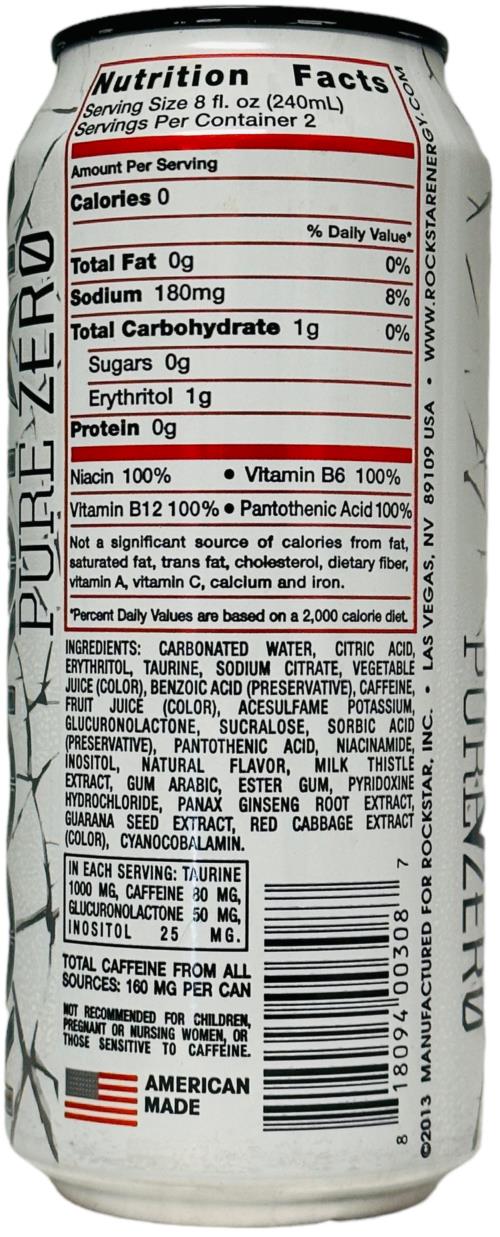 Nutrition Facts
Serving Size 8 fl. oz (240mL)
Servings Per Container 2
Amount Per Serving
Calories 0
% Daily Value*
Total Fat 0g 0%
Sodium 180mg 8%
Total Carbohydrate 1g 0%
Sugars 0g
Erythritol 1g
Protein 0g
Niacin 100% • Vitamin B6 100%
Vitamin B12 100% • Pantothenic Acid 100%
Not a significant source of calories from fat,
saturated fat, trans fat, cholesterol, dietary fiber,
vitamin A, vitamin C, calcium and iron.
*Percent Daily Values are based on a 2,000 calorie diet.
INGREDIENTS: CARBONATED WATER, CITRIC ACID,
ERYTHRITOL, TAURINE, SODIUM CITRATE, VEGETABLE
JUICE (COLOR), BENZOIC ACID (PRESERVATIVE), CAFFEINE,
FRUIT JUICE (COLOR), ACESULFAME POTASSIUM,
GLUCURONOLACTONE, SUCRALOSE, SORBIC ACID
(PRESERVATIVE), PANTOTHENIC ACID, NIACINAMIDE,
INOSITOL, NATURAL FLAVOR, MILK THISTLE
EXTRACT, GUM ARABIC, ESTER GUM, PYRIDOXINE
HYDROCHLORIDE, PANAX GINSENG ROOT EXTRACT,
GUARANA SEED EXTRACT, RED CABBAGE EXTRACT
(COLOR), CYANOCOBALAMIN.
IN EACH SERVING: TAURINE
1000 MG, CAFFEINE 80 MG,
GLUCURONOLACTONE 50 MG,
INOSITOL 25 MG.
TOTAL CAFFEINE FROM ALL
SOURCES: 160 MG PER CAN
NOT RECOMMENDED FOR CHILDREN,
PREGNANT OR NURSING WOMEN, OR
THOSE SENSITIVE TO CAFFEINE.
AMERICAN
MADE
8 18094 00308 7
©2013 MANUFACTURED FOR ROCKSTAR, INC. • LAS VEGAS, NV 89109 USA • WWW.ROCKSTARENERGY.COM
PURE ZERØ
PURE ZERØ